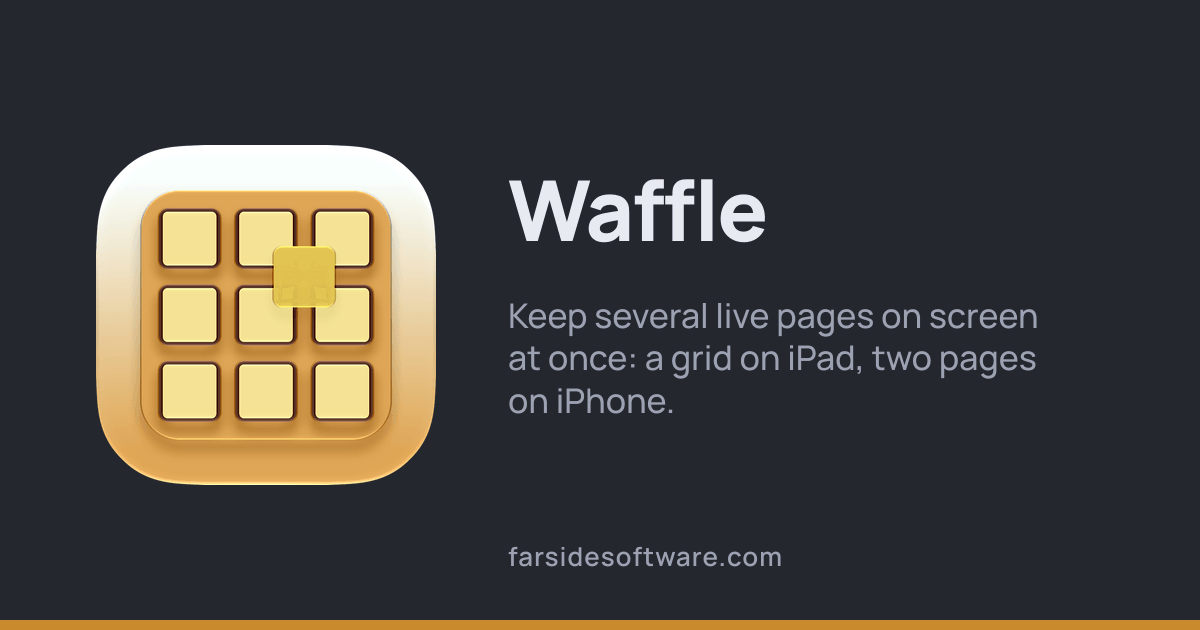 Waffle
Keep several live pages on screen
at once: a grid on iPad, two pages
on iPhone.
farsidesoftware.com